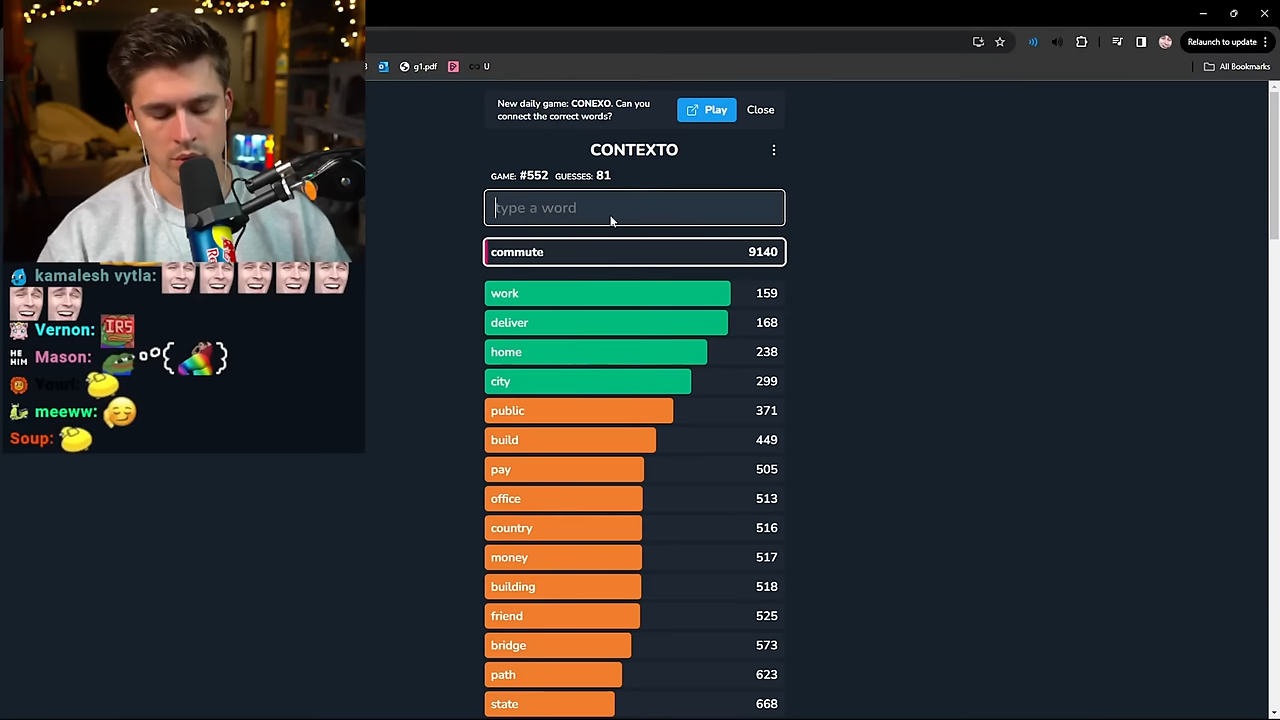 Relaunch to update
g1.pdf
U
All Bookmarks
New daily game: CONEXO. Can you
connect the correct words?
Play
Close
CONTEXTO
GAME: #552 GUESSES: 81
type a word
commute 9140
work 159
deliver 168
home 238
city 299
public 371
build 449
pay 505
office 513
country 516
money 517
building 518
friend 525
bridge 573
path 623
state 668
kamalesh vytla:
Vernon: IRS
HE HIM Mason:
Youri:
meeww:
Soup: